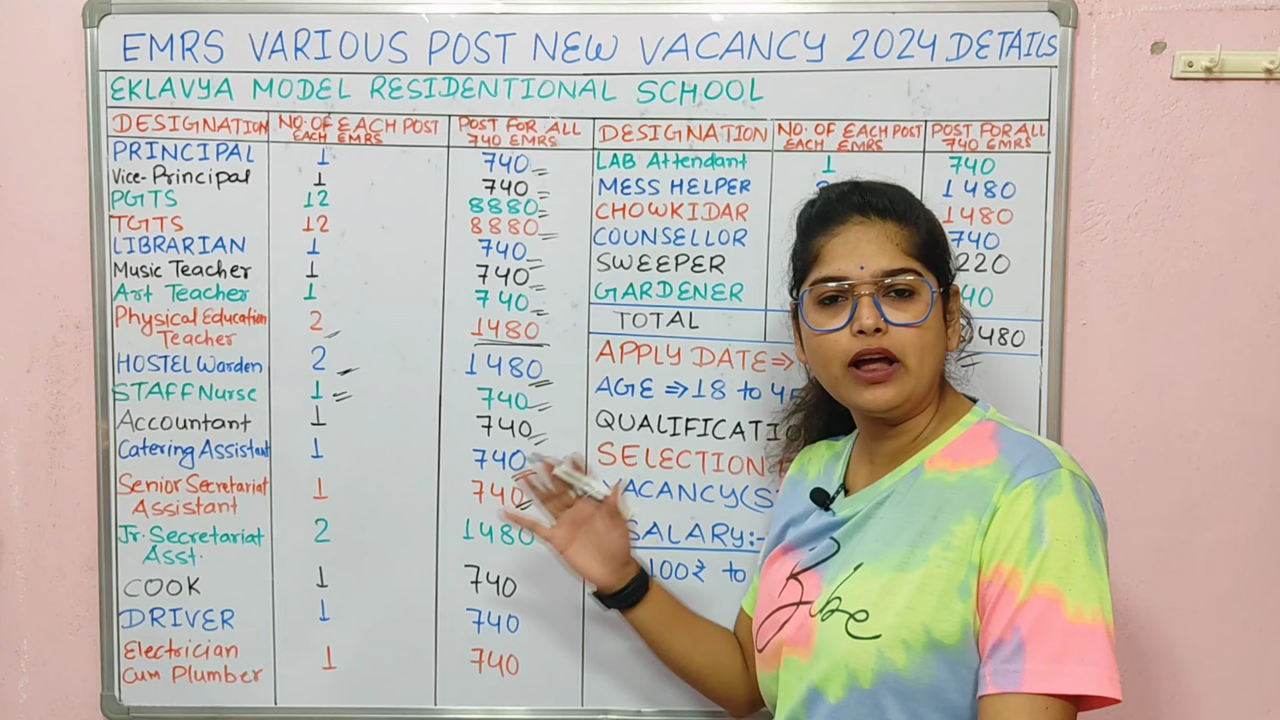 EMRS VARIOUS POST NEW VACANCY 2024 DETAILS
EKLAVYA MODEL RESIDENTIONAL SCHOOL
DESIGNATION NO. OF EACH POST EACH EMRS POST FOR ALL 740 EMRS
PRINCIPAL 1 740
Vice-Principal 1 740
PGTS 12 8880
TGTS 12 8880
LIBRARIAN 1 740
Music Teacher 1 740
Art Teacher 1 740
Physical Education 2 1480
Teacher
HOSTEL Warden 2 1480
STAFF Nurse 1 740
Accountant 1 740
Catering Assistant 1 740
Senior Secretariat 1 740
Assistant
Jr. Secretariat 2 1480
Asst.
COOK 1 740
DRIVER 1 740
Electrician 1 740
Cum Plumber
DESIGNATION NO. OF EACH POST EACH EMRS POST FOR ALL 740 EMRS
LAB Attendant 1 740
MESS HELPER 1480
CHOWKIDAR 1480
COUNSELLOR 740
SWEEPER 220
GARDENER 40
TOTAL 480
APPLY DATE ⇒
AGE ⇒ 18 to
SELECTION
VACANCY(S
SALARY:-
100₹ to
Bibe